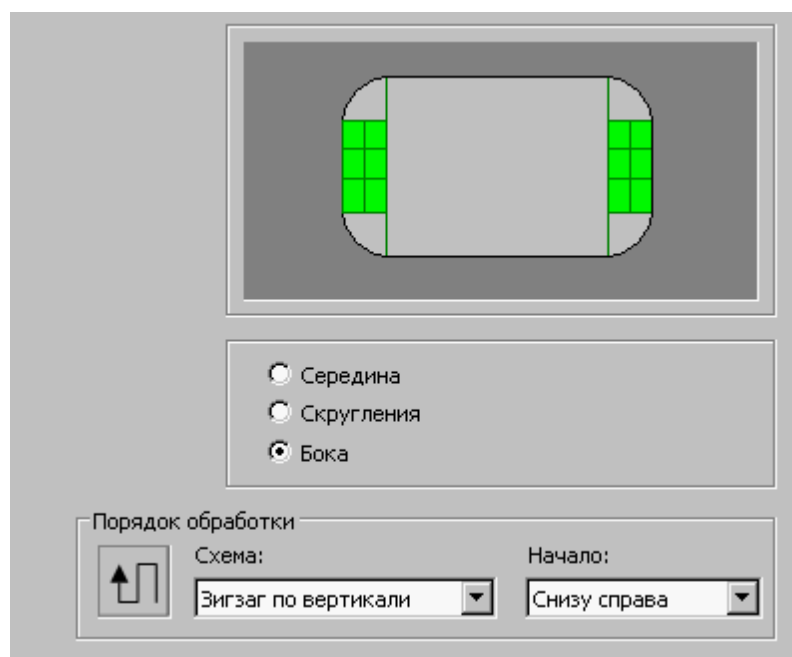 Середина
Скругления
Бока
Порядок обработки
Схема: Начало:
Зигзаг по вертикали Снизу справа